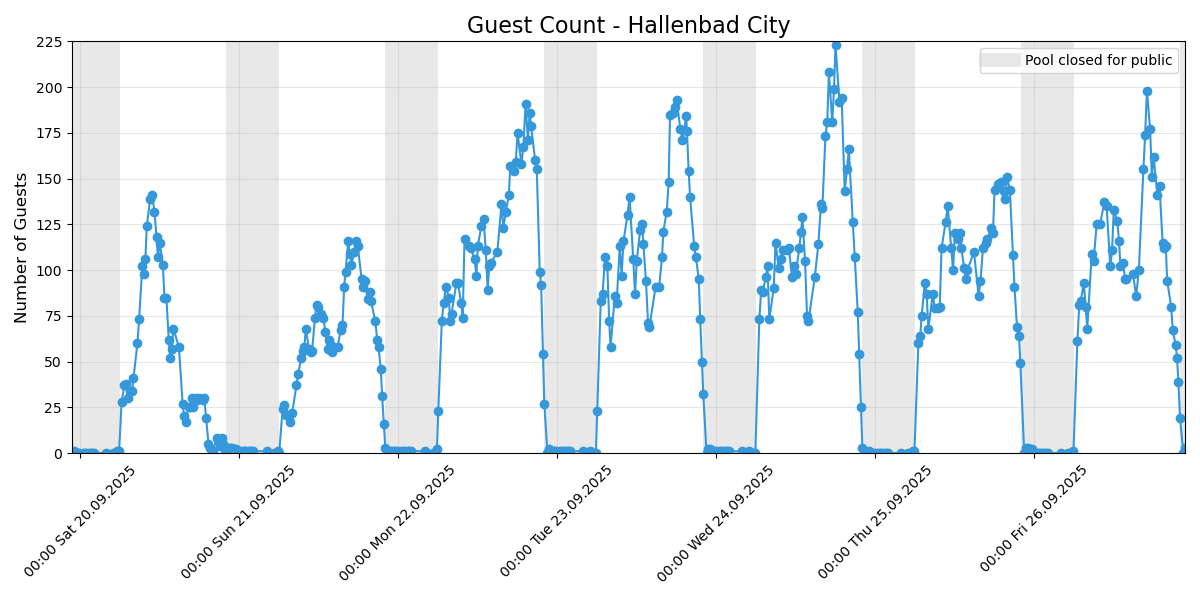 Guest Count - Hallenbad City
Pool closed for public
Number of Guests
225
200
175
150
125
100
75
50
25
0
00:00 Sat 20.09.2025
00:00 Sun 21.09.2025
00:00 Mon 22.09.2025
00:00 Tue 23.09.2025
00:00 Wed 24.09.2025
00:00 Thu 25.09.2025
00:00 Fri 26.09.2025